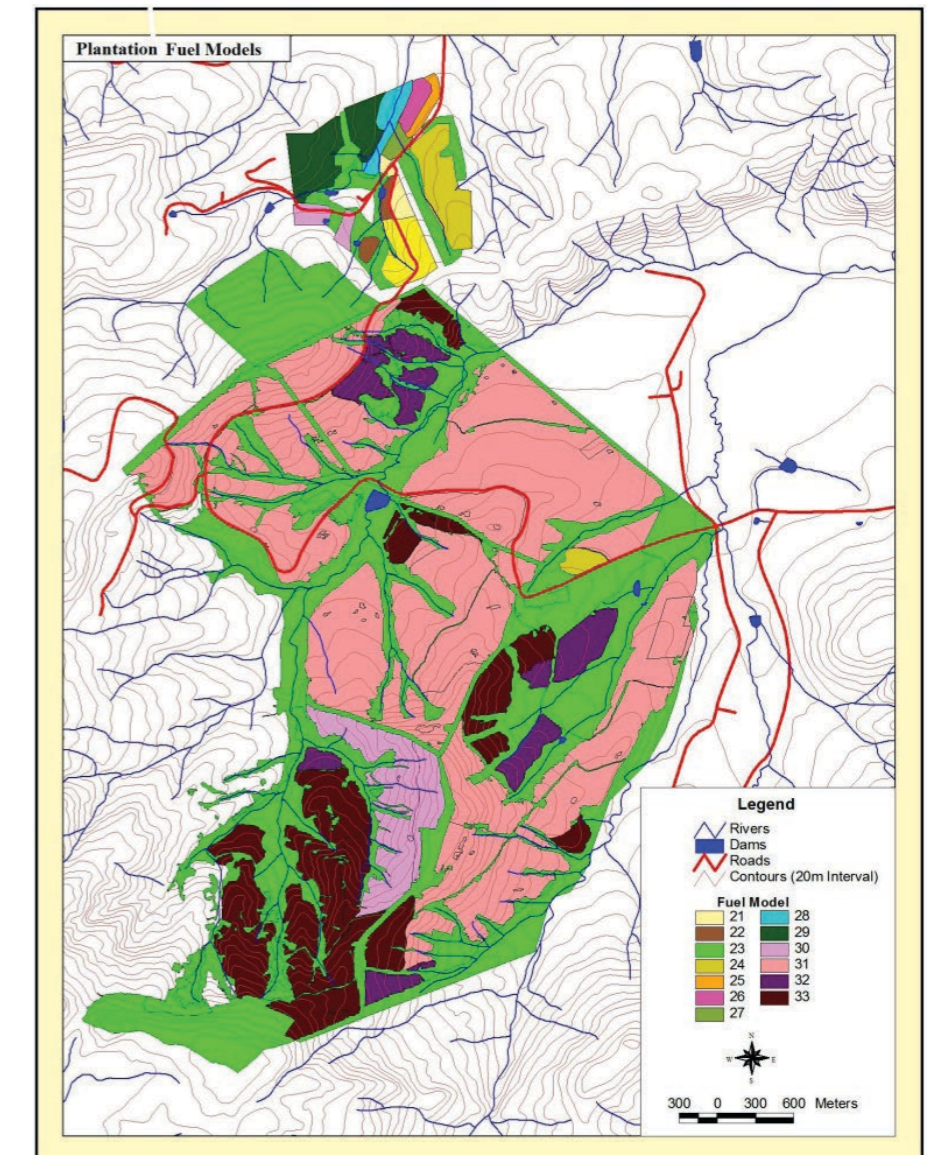 Plantation Fuel Models
Legend
Rivers
Dams
Roads
Contours (20m Interval)
Fuel Model
21 28
22 29
23 30
24 31
25 32
26 33
27
N
W E
S
300 0 300 600 Meters